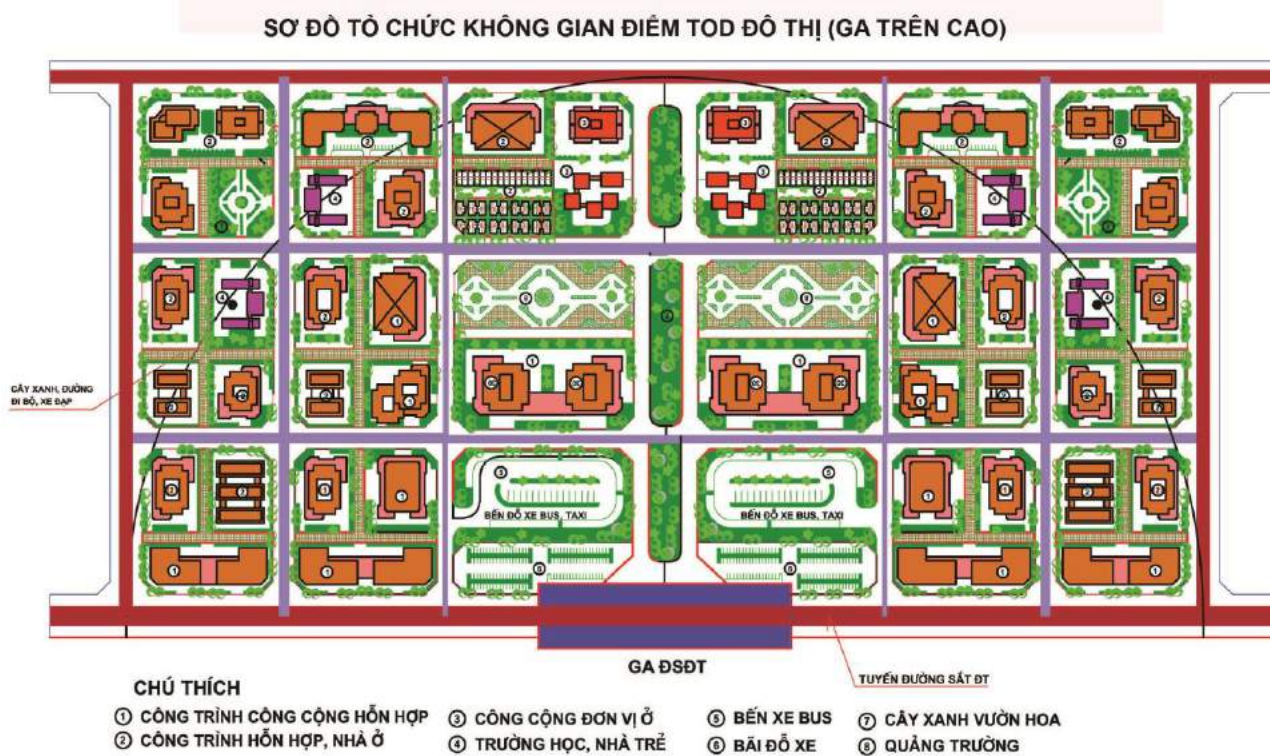 SƠ ĐỒ TỔ CHỨC KHÔNG GIAN ĐIỂM TOD ĐÔ THỊ (GA TRÊN CAO)
CÂY XANH, ĐƯỜNG
ĐI BỘ, XE ĐẠP
BẾN ĐỖ XE BUS, TAXI
BẾN ĐỖ XE BUS, TAXI
GA ĐSĐT
TUYẾN ĐƯỜNG SẮT ĐT
CHÚ THÍCH
① CÔNG TRÌNH CÔNG CỘNG HỖN HỢP
② CÔNG TRÌNH HỖN HỢP, NHÀ Ở
③ CÔNG CỘNG ĐƠN VỊ Ở
④ TRƯỜNG HỌC, NHÀ TRẺ
⑤ BẾN XE BUS
⑥ BÃI ĐỖ XE
⑦ CÂY XANH VƯỜN HOA
⑧ QUẢNG TRƯỜNG